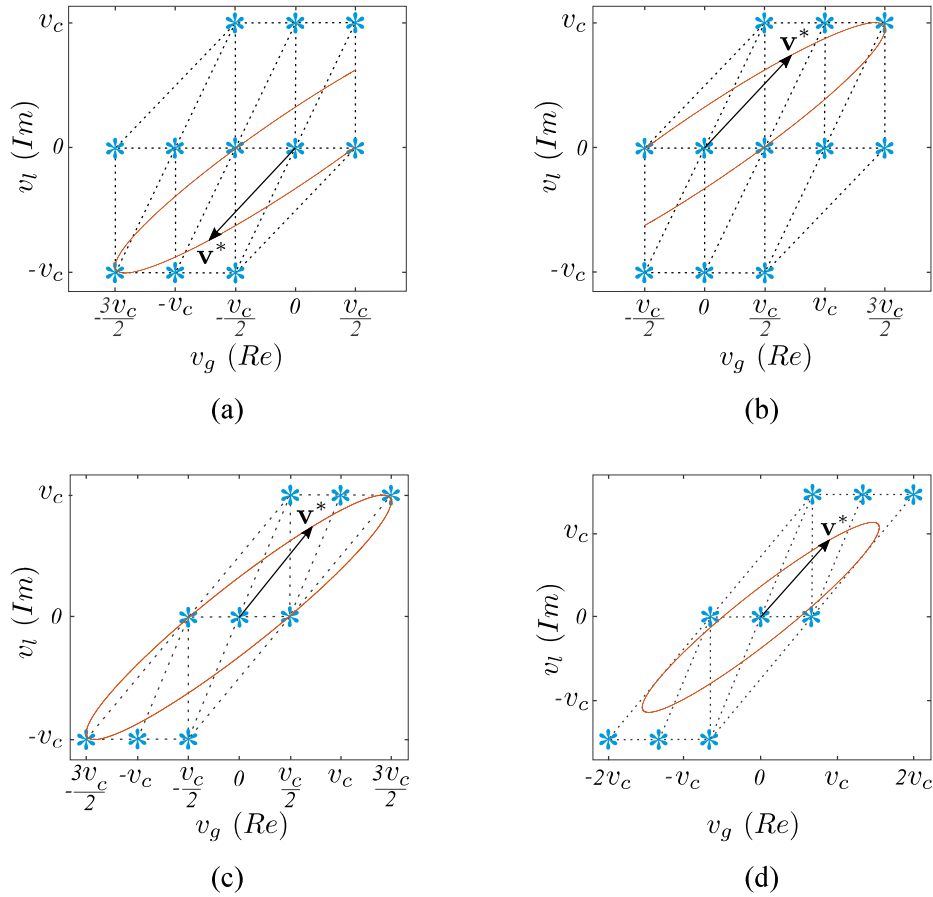 v_c
0
-v_c
v_l (Im)
v*
-3v_c/2 -v_c -v_c/2 0 v_c/2
v_g (Re)
(a)
v_c
0
-v_c
v_l (Im)
v*
-v_c/2 0 v_c/2 v_c 3v_c/2
v_g (Re)
(b)
v_c
0
-v_c
v_l (Im)
v*
-3v_c/2 -v_c -v_c/2 0 v_c/2 v_c 3v_c/2
v_g (Re)
(c)
v_c
0
-v_c
v_l (Im)
v*
-2v_c -v_c 0 v_c 2v_c
v_g (Re)
(d)